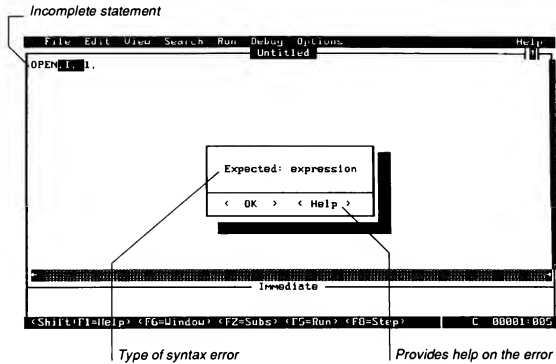 Incomplete statement
File Edit View Search Run Debug Options Help
Untitled
OPEN I, 1,
Expected: expression
< OK > < Help >
Immediate
<Shift+F1=Help> <F6=Window> <F2=Subs> <F5=Run> <F8=Step> C 00001:005
Type of syntax error
Provides help on the error